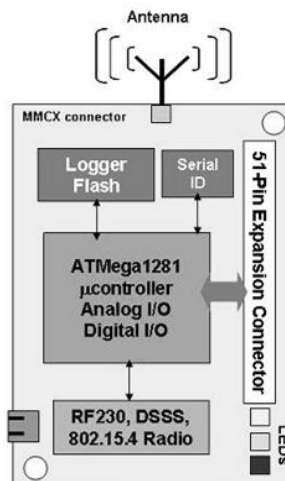 Antenna
MMCX connector
Logger
Flash
Serial
ID
51-Pin Expansion Connector
ATMega1281
µcontroller
Analog I/O
Digital I/O
RF230, DSSS,
802.15.4 Radio
LEDs